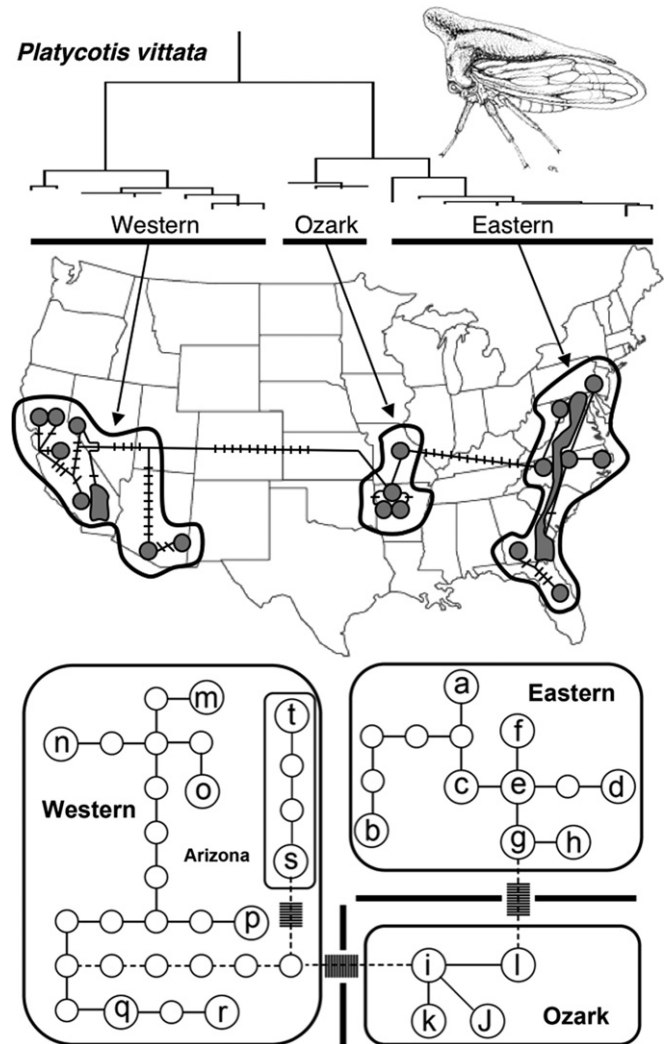 Platycotis vittata
Western
Ozark
Eastern
a
Eastern
m
t
f
n
o
Western
c
e
d
Arizona
b
s
g
h
p
i
l
q
r
k
J
Ozark